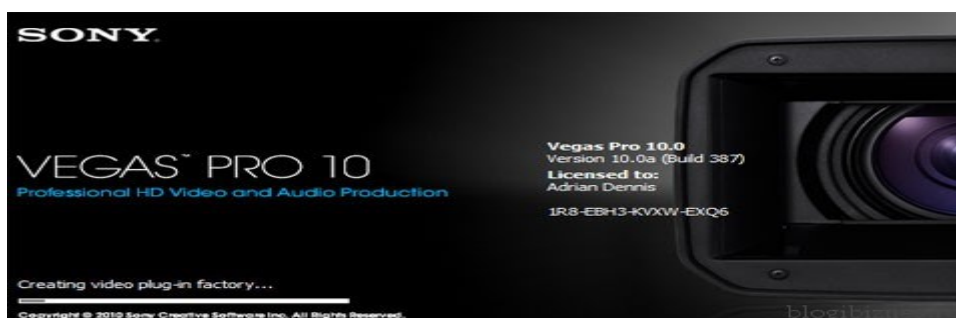 SONY
VEGAS™ PRO 10
Professional HD Video and Audio Production
Vegas Pro 10.0
Version 10.0a (Build 387)
Licensed to:
Adrian Dennis
1R8-EBH3-KVXW-EXQ6
Creating video plug-in factory...
Copyright © 2010 Sony Creative Software Inc. All Rights Reserved.